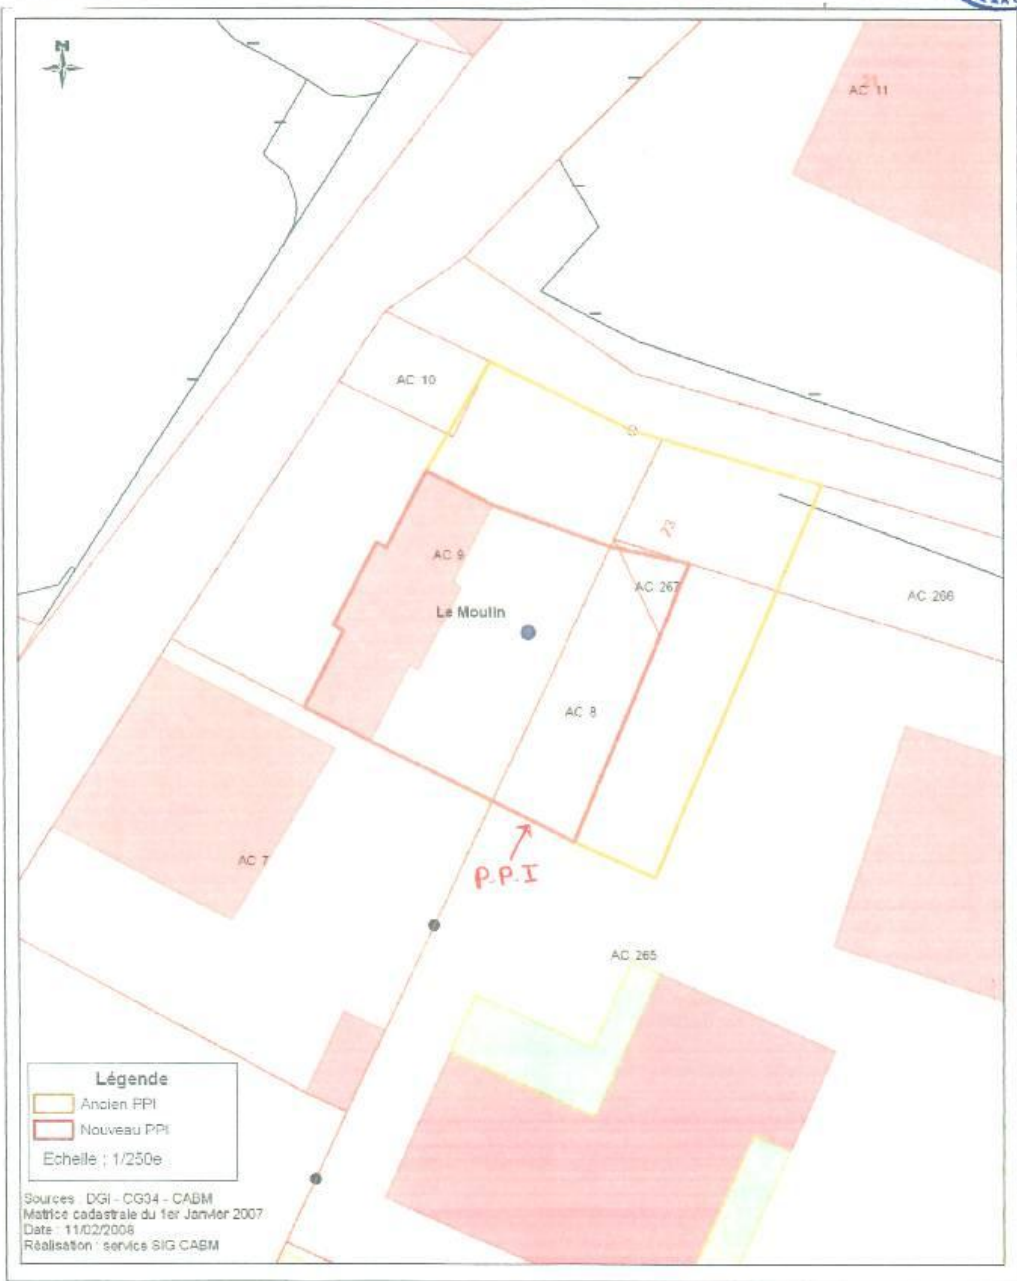 N
AC 11
AC 10
AC 9
73
AC 267
AC 266
Le Moulin
AC 8
AC 7
P.P.I
AC 265
Légende
Ancien PPI
Nouveau PPI
Echelle : 1/250e
Sources : DGI - CG34 - CABM
Matrice cadastrale du 1er Janvier 2007
Date : 11/02/2008
Réalisation : service SIG CABM